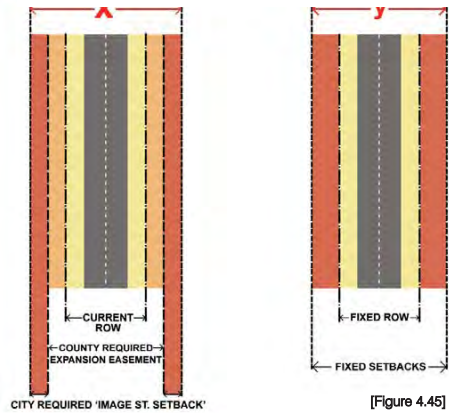 X
y
CURRENT
ROW
COUNTY REQUIRED
EXPANSION EASEMENT
CITY REQUIRED 'IMAGE ST. SETBACK'
FIXED ROW
FIXED SETBACKS
[Figure 4.45]